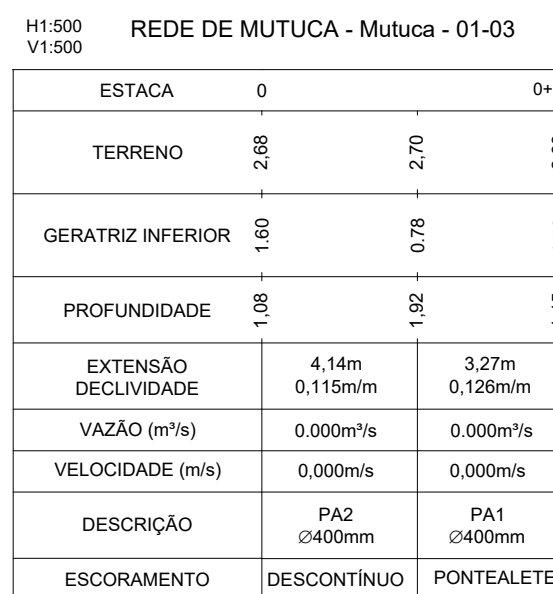 H1:500
V1:500
REDE DE MUTUCA - Mutuca - 01-03
ESTACA 0 0+
TERRENO 2,68 2,70
GERATRIZ INFERIOR 1.60 0.78
PROFUNDIDADE 1,08 1,92
EXTENSÃO 4,14m 3,27m
DECLIVIDADE 0,115m/m 0,126m/m
VAZÃO (m³/s) 0.000m³/s 0.000m³/s
VELOCIDADE (m/s) 0,000m/s 0,000m/s
DESCRIÇÃO PA2 PA1
∅400mm ∅400mm
ESCORAMENTO DESCONTÍNUO PONTEALETE